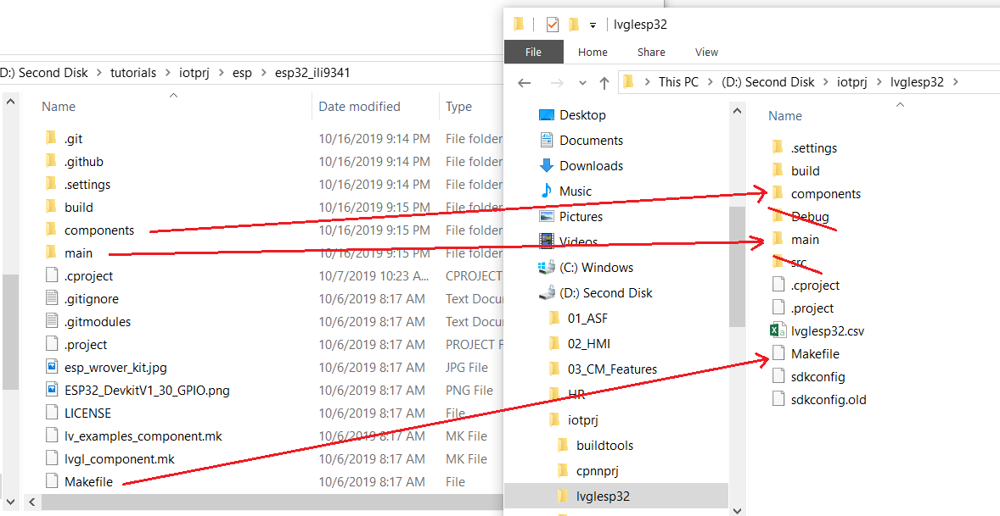 D:) Second Disk > tutorials > iotprj > esp > esp32_ili9341
Name Date modified Type
.git 10/16/2019 9:14 PM File folder
.github 10/16/2019 9:14 PM File folder
.settings 10/16/2019 9:14 PM File folder
build 10/16/2019 9:15 PM File folder
components 10/16/2019 9:15 PM File folder
main 10/16/2019 9:15 PM File folder
.cproject 10/7/2019 10:23 A... CPROJECT
.gitignore 10/6/2019 8:17 AM Text Docu
.gitmodules 10/6/2019 8:17 AM Text Docu
.project 10/6/2019 8:17 AM PROJECT F
esp_wrover_kit.jpg 10/6/2019 8:17 AM JPG File
ESP32_DevkitV1_30_GPIO.png 10/6/2019 8:17 AM PNG File
LICENSE 10/6/2019 8:17 AM File
lv_examples_component.mk 10/6/2019 8:17 AM MK File
lvgl_component.mk 10/6/2019 8:17 AM MK File
Makefile 10/6/2019 8:17 AM File
lvglesp32
File Home Share View
This PC > (D:) Second Disk > iotprj > lvglesp32 >
Desktop
Documents
Downloads
Music
Pictures
Videos
(C:) Windows
(D:) Second Disk
01_ASF
02_HMI
03_CM_Features
HR
iotprj
buildtools
cpnnprj
lvglesp32
Name
.settings
build
components
Debug
main
src
.cproject
.project
lvglesp32.csv
Makefile
sdkconfig
sdkconfig.old